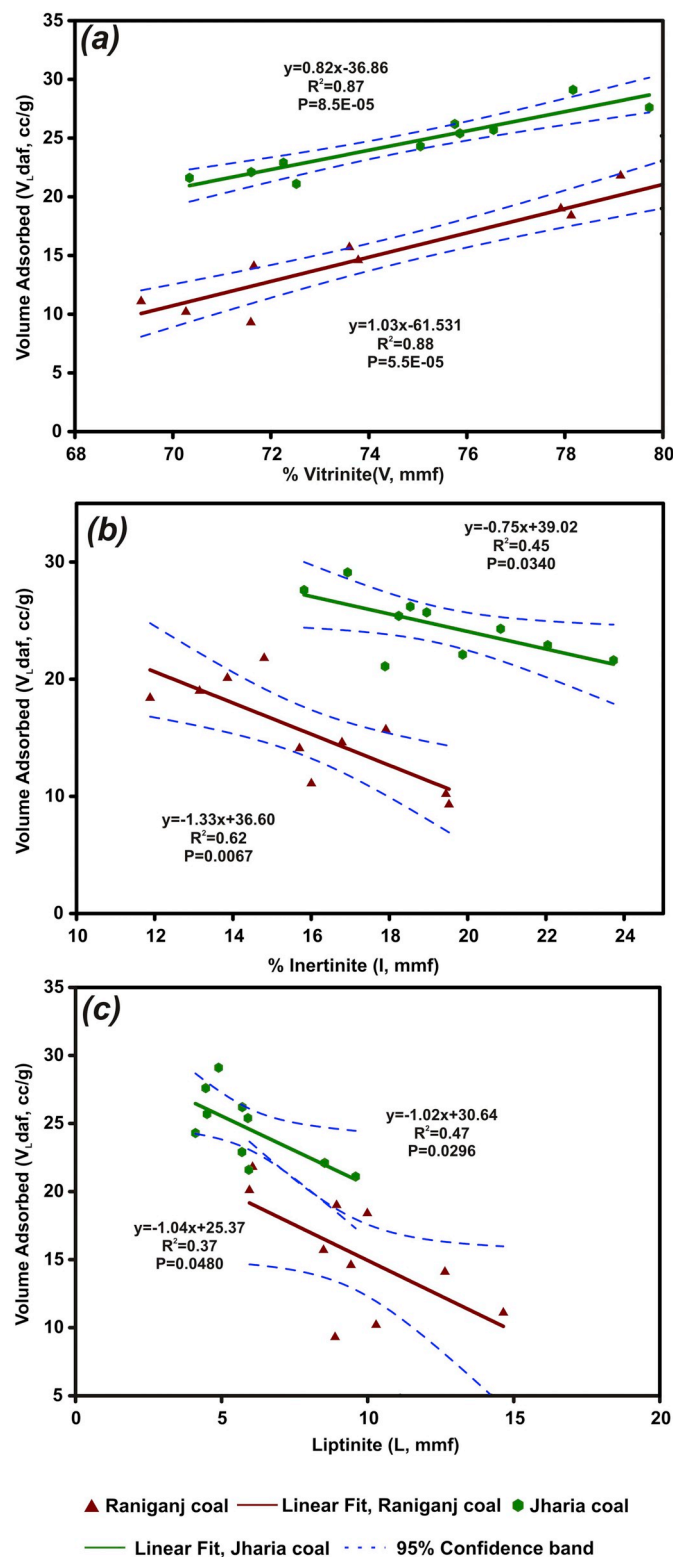 (a)
y=0.82x-36.86
R²=0.87
P=8.5E-05
y=1.03x-61.531
R²=0.88
P=5.5E-05
Volume Adsorbed (V_L daf, cc/g)
35
30
25
20
15
10
5
0
68 70 72 74 76 78 80
% Vitrinite(V, mmf)
(b)
y=-0.75x+39.02
R²=0.45
P=0.0340
y=-1.33x+36.60
R²=0.62
P=0.0067
Volume Adsorbed (V_L daf, cc/g)
30
20
10
0
10 12 14 16 18 20 22 24
% Inertinite (I, mmf)
(c)
y=-1.02x+30.64
R²=0.47
P=0.0296
y=-1.04x+25.37
R²=0.37
P=0.0480
Volume Adsorbed (V_L daf, cc/g)
35
30
25
20
15
10
5
0 5 10 15 20
Liptinite (L, mmf)
Raniganj coal Linear Fit, Raniganj coal Jharia coal
Linear Fit, Jharia coal 95% Confidence band